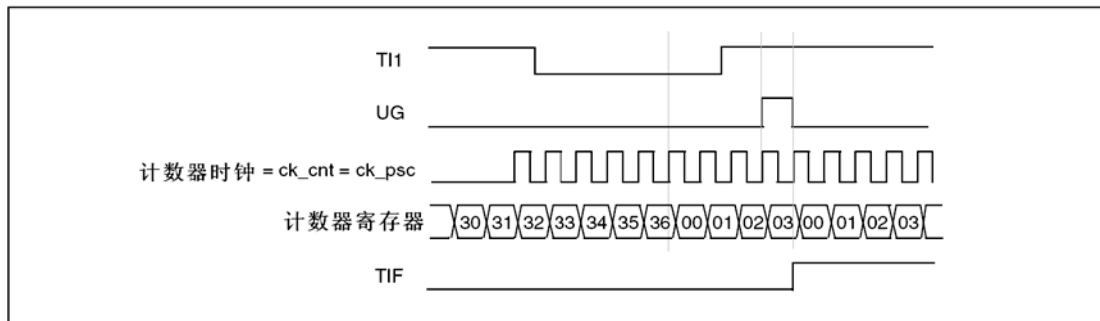 TI1
UG
计数器时钟 = ck_cnt = ck_psc
计数器寄存器 30 31 32 33 34 35 36 00 01 02 03 00 01 02 03
TIF